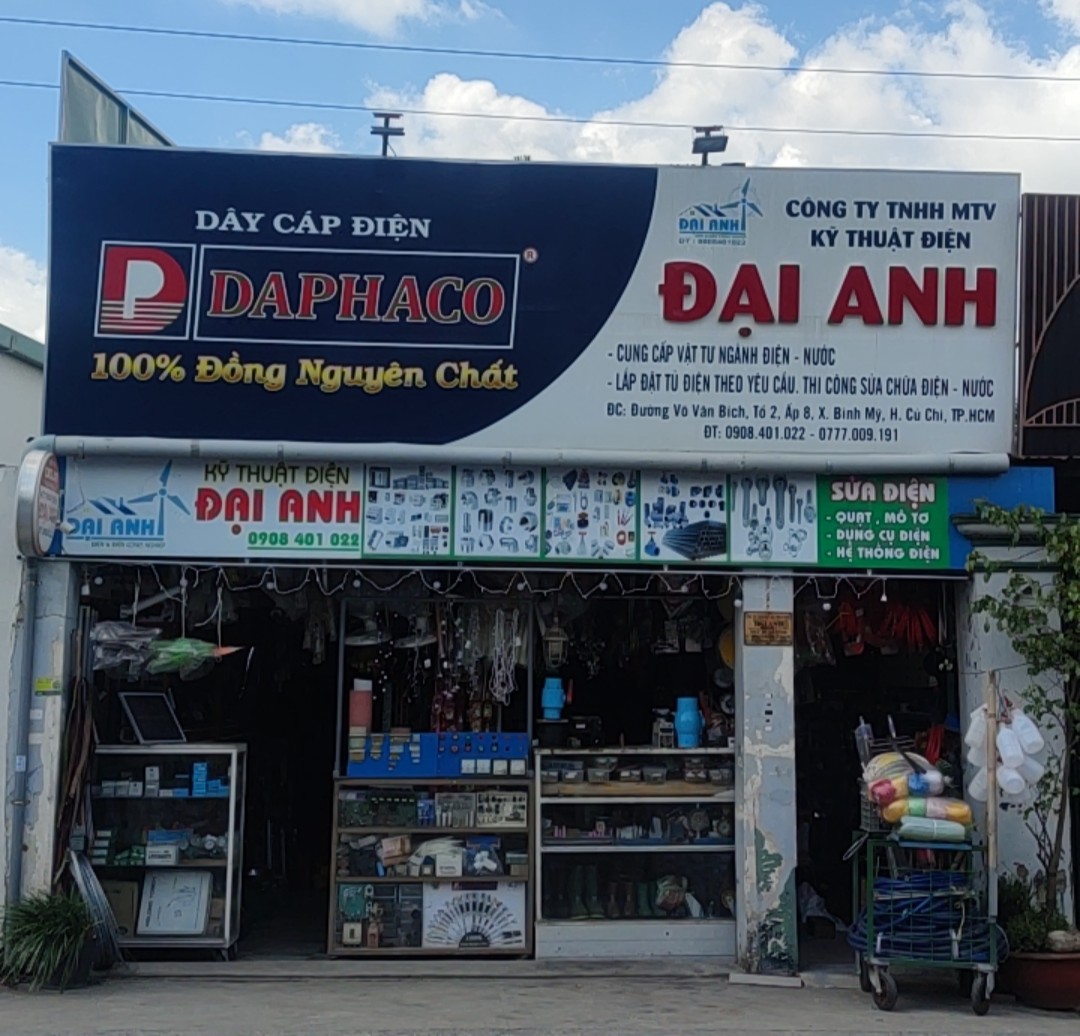 DÂY CÁP ĐIỆN
DAPHACO ®
100% Đồng Nguyên Chất
ĐẠI ANH
ĐT : 0908401022
CÔNG TY TNHH MTV
KỸ THUẬT ĐIỆN
ĐẠI ANH
- CUNG CẤP VẬT TƯ NGÀNH ĐIỆN - NƯỚC
- LẮP ĐẶT TỦ ĐIỆN THEO YÊU CẦU. THI CÔNG SỬA CHỮA ĐIỆN - NƯỚC
ĐC: Đường Võ Văn Bích, Tổ 2, Ấp 8, X. Bình Mỹ, H. Củ Chi, TP.HCM
ĐT: 0908.401.022 - 0777.009.191
ĐẠI ANH
KỸ THUẬT ĐIỆN
ĐẠI ANH
0908 401 022
SỬA ĐIỆN
- QUẠT , MÔ TƠ
- DỤNG CỤ ĐIỆN
- HỆ THỐNG ĐIỆN